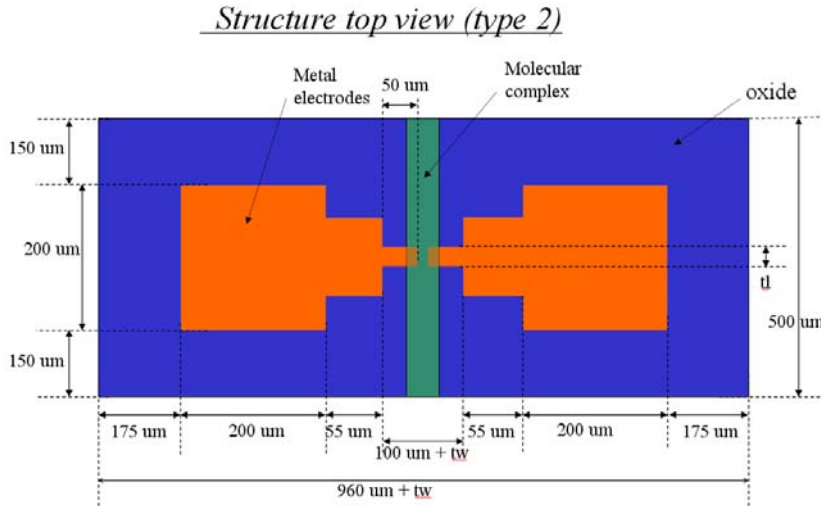 Structure top view (type 2)
Metal
electrodes
50 um
Molecular
complex
oxide
150 um
200 um
150 um
tl
500 um
175 um
200 um
55 um
100 um + tw
55 um
200 um
175 um
960 um + tw